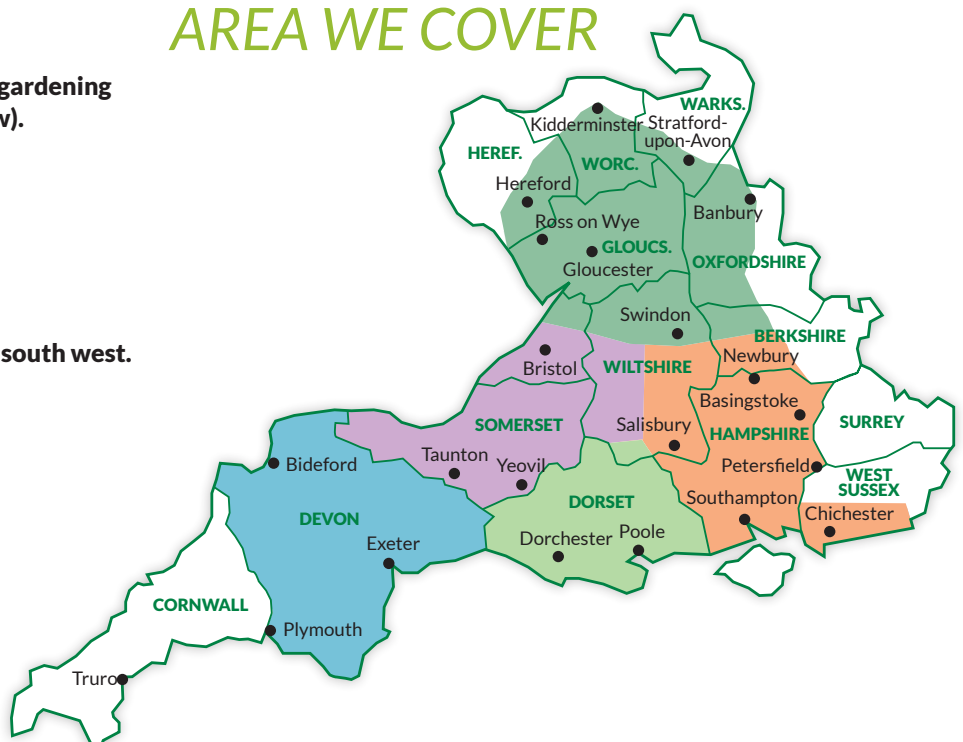 AREA WE COVER
gardening
w).
south west.
WARKS.
Kidderminster
Stratford-
upon-Avon
HEREF.
WORC.
Hereford
Banbury
Ross on Wye
GLOUCS.
Gloucester
OXFORDSHIRE
Swindon
BERKSHIRE
Newbury
Bristol
WILTSHIRE
Basingstoke
SURREY
SOMERSET
Salisbury
HAMPSHIRE
Taunton
Yeovil
Petersfield
Bideford
WEST
SUSSEX
DORSET
Southampton
Chichester
DEVON
Dorchester
Poole
Exeter
CORNWALL
Plymouth
Truro